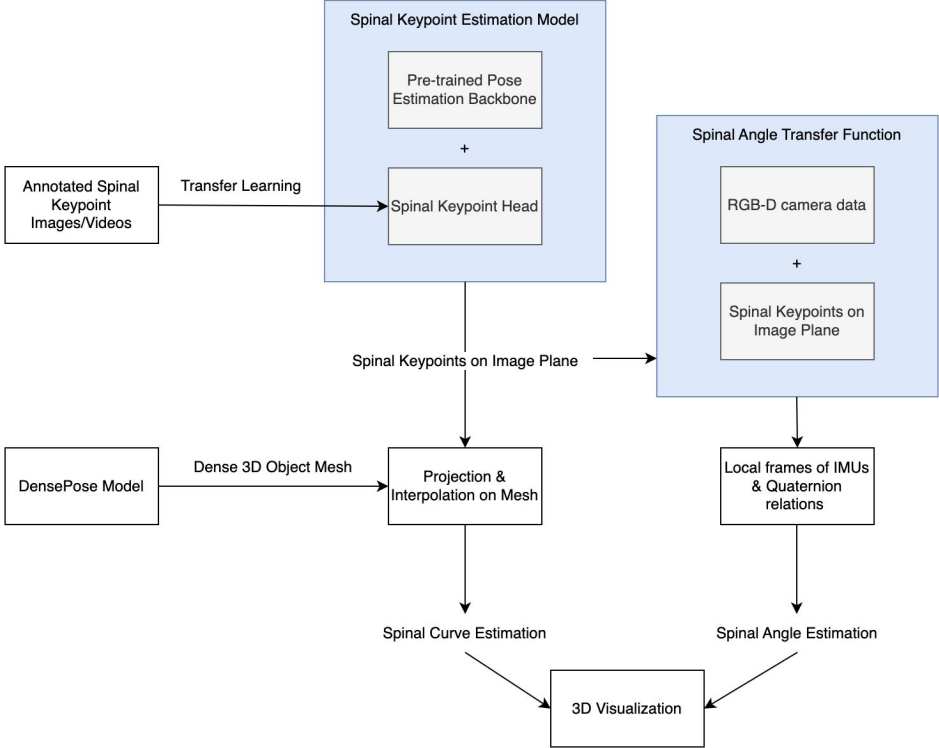 Spinal Keypoint Estimation Model
Pre-trained Pose
Estimation Backbone
+
Spinal Keypoint Head
Annotated Spinal
Keypoint
Images/Videos
Transfer Learning
Spinal Angle Transfer Function
RGB-D camera data
+
Spinal Keypoints on
Image Plane
Spinal Keypoints on Image Plane
DensePose Model
Dense 3D Object Mesh
Projection &
Interpolation on Mesh
Local frames of IMUs
& Quaternion
relations
Spinal Curve Estimation
Spinal Angle Estimation
3D Visualization